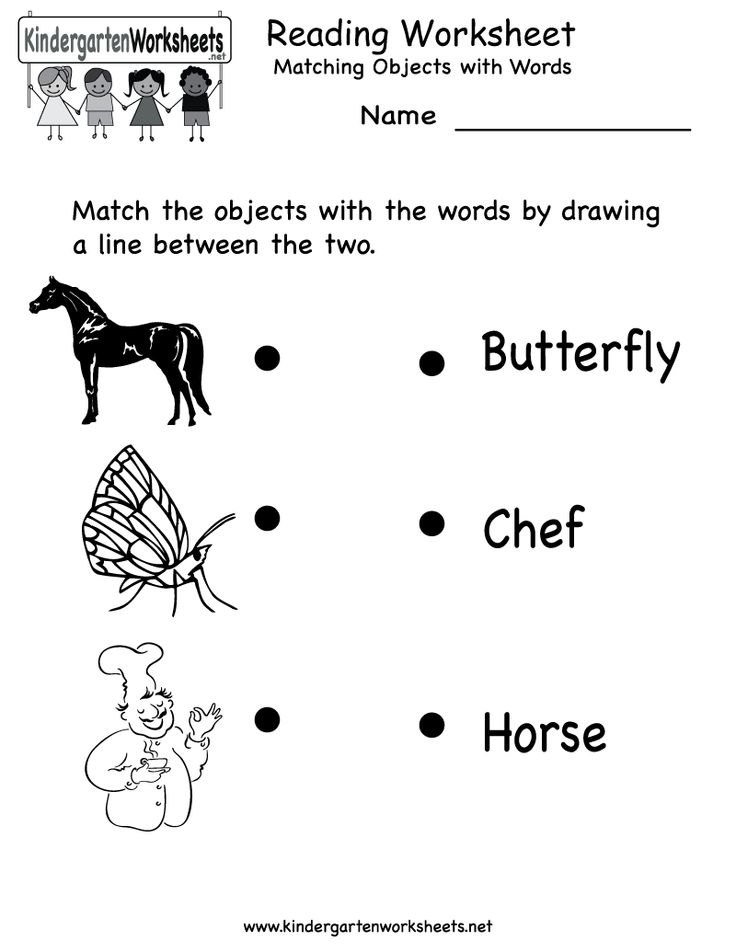 KindergartenWorksheets
.net
Reading Worksheet
Matching Objects with Words
Name
Match the objects with the words by drawing
a line between the two.
Butterfly
Chef
Horse
www.kindergartenworksheets.net